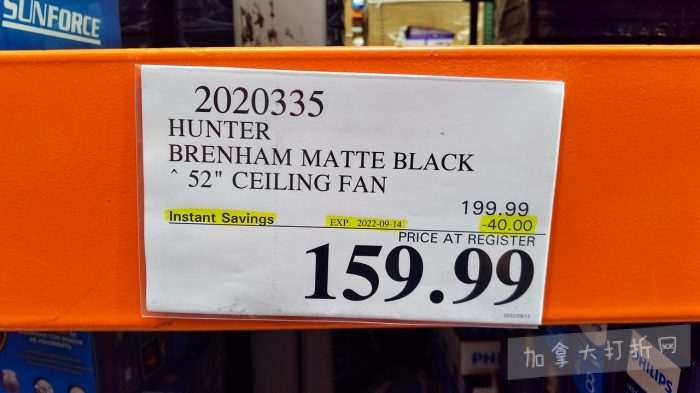 SUNFORCE
2020335
HUNTER
BRENHAM MATTE BLACK
^ 52" CEILING FAN
199.99
Instant Savings EXP: 2022-09-14 -40.00
PRICE AT REGISTER
159.99
加拿大打折网
PHILIPS